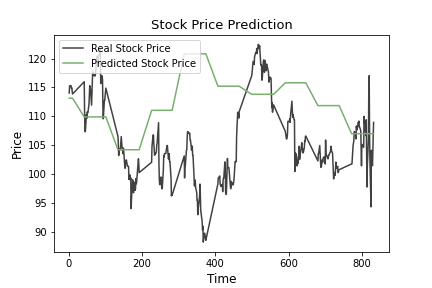 Stock Price Prediction
Real Stock Price
Predicted Stock Price
120
115
110
105
100
95
90
Price
0 200 400 600 800
Time